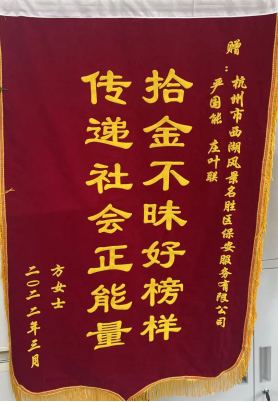 赠：杭州市西湖风景名胜区保安服务有限公司
严国能 庄叶联
拾金不昧好榜样
传递社会正能量
方女士
二〇二二年三月